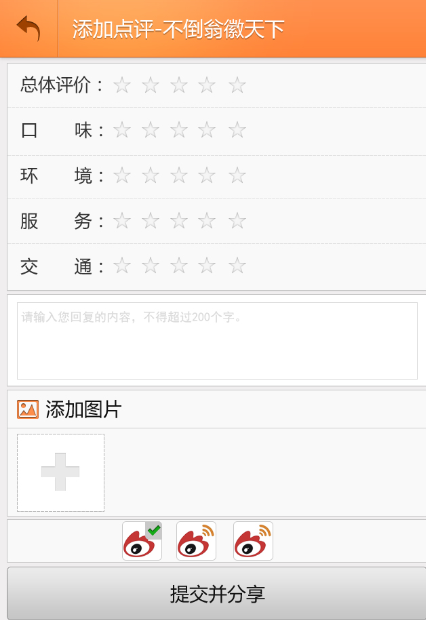 添加点评-不倒翁徽天下
总体评价：
口味：
环境：
服务：
交通：
请输入您回复的内容，不得超过200个字。
添加图片
提交并分享